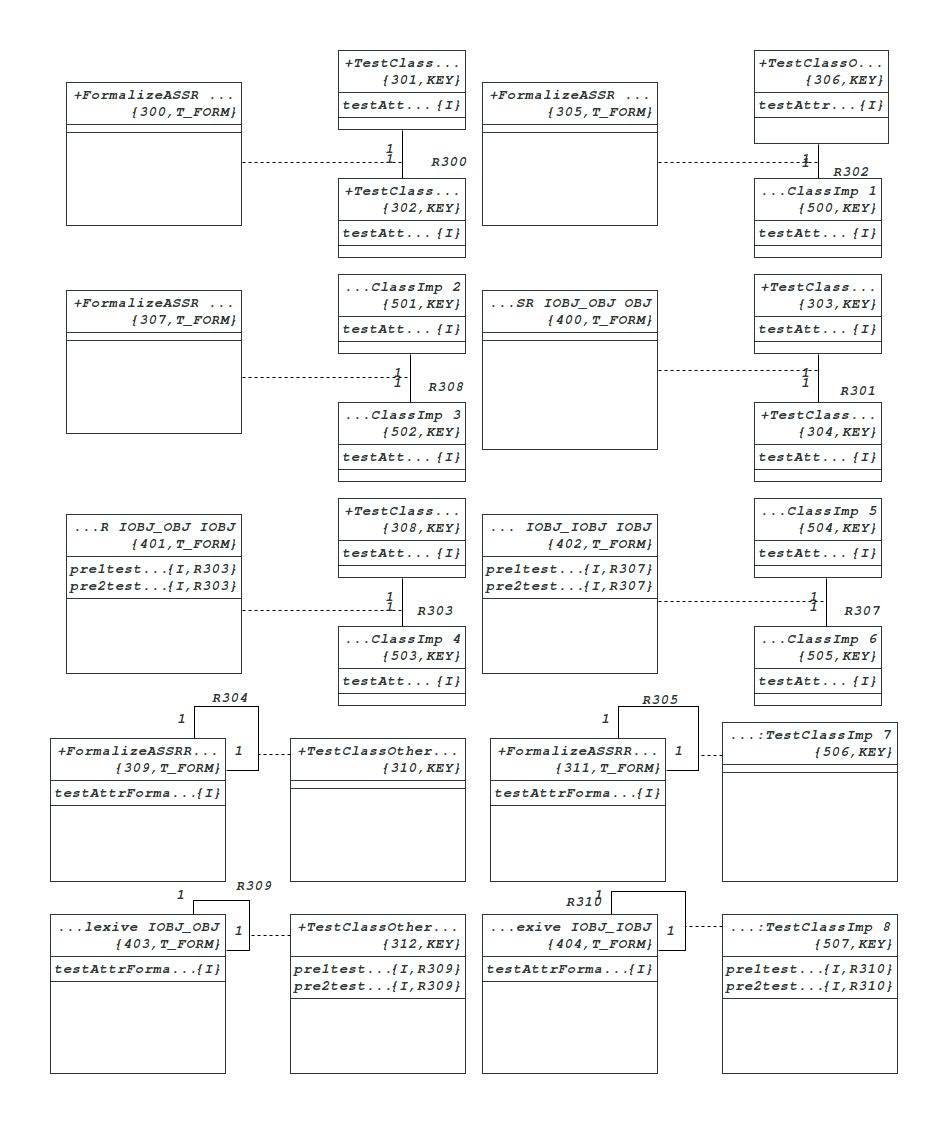 +TestClass...
{301,KEY}
testAtt... {I}
+TestClassO...
{306,KEY}
testAttr... {I}
+FormalizeASSR ...
{300,T_FORM}
+FormalizeASSR ...
{305,T_FORM}
1
1
R300
1
1
R302
+TestClass...
{302,KEY}
testAtt... {I}
...ClassImp 1
{500,KEY}
testAtt... {I}
+FormalizeASSR ...
{307,T_FORM}
...ClassImp 2
{501,KEY}
testAtt... {I}
...SR IOBJ_OBJ OBJ
{400,T_FORM}
+TestClass...
{303,KEY}
testAtt... {I}
1
1
R308
1
1
R301
...ClassImp 3
{502,KEY}
testAtt... {I}
+TestClass...
{304,KEY}
testAtt... {I}
...R IOBJ_OBJ IOBJ
{401,T_FORM}
pre1test...{I,R303}
pre2test...{I,R303}
+TestClass...
{308,KEY}
testAtt... {I}
... IOBJ_IOBJ IOBJ
{402,T_FORM}
pre1test...{I,R307}
pre2test...{I,R307}
...ClassImp 5
{504,KEY}
testAtt... {I}
1
1
R303
1
1
R307
...ClassImp 4
{503,KEY}
testAtt... {I}
...ClassImp 6
{505,KEY}
testAtt... {I}
R304
1
1
+FormalizeASRR...
{309,T_FORM}
testAttrForma...{I}
+TestClassOther...
{310,KEY}
R305
1
1
+FormalizeASSRR...
{311,T_FORM}
testAttrForma...{I}
...:TestClassImp 7
{506,KEY}
R309
1
1
...lexive IOBJ_OBJ
{403,T_FORM}
testAttrForma...{I}
+TestClassOther...
{312,KEY}
pre1test...{I,R309}
pre2test...{I,R309}
R310
1
1
...exive IOBJ_IOBJ
{404,T_FORM}
testAttrForma...{I}
...:TestClassImp 8
{507,KEY}
pre1test...{I,R310}
pre2test...{I,R310}